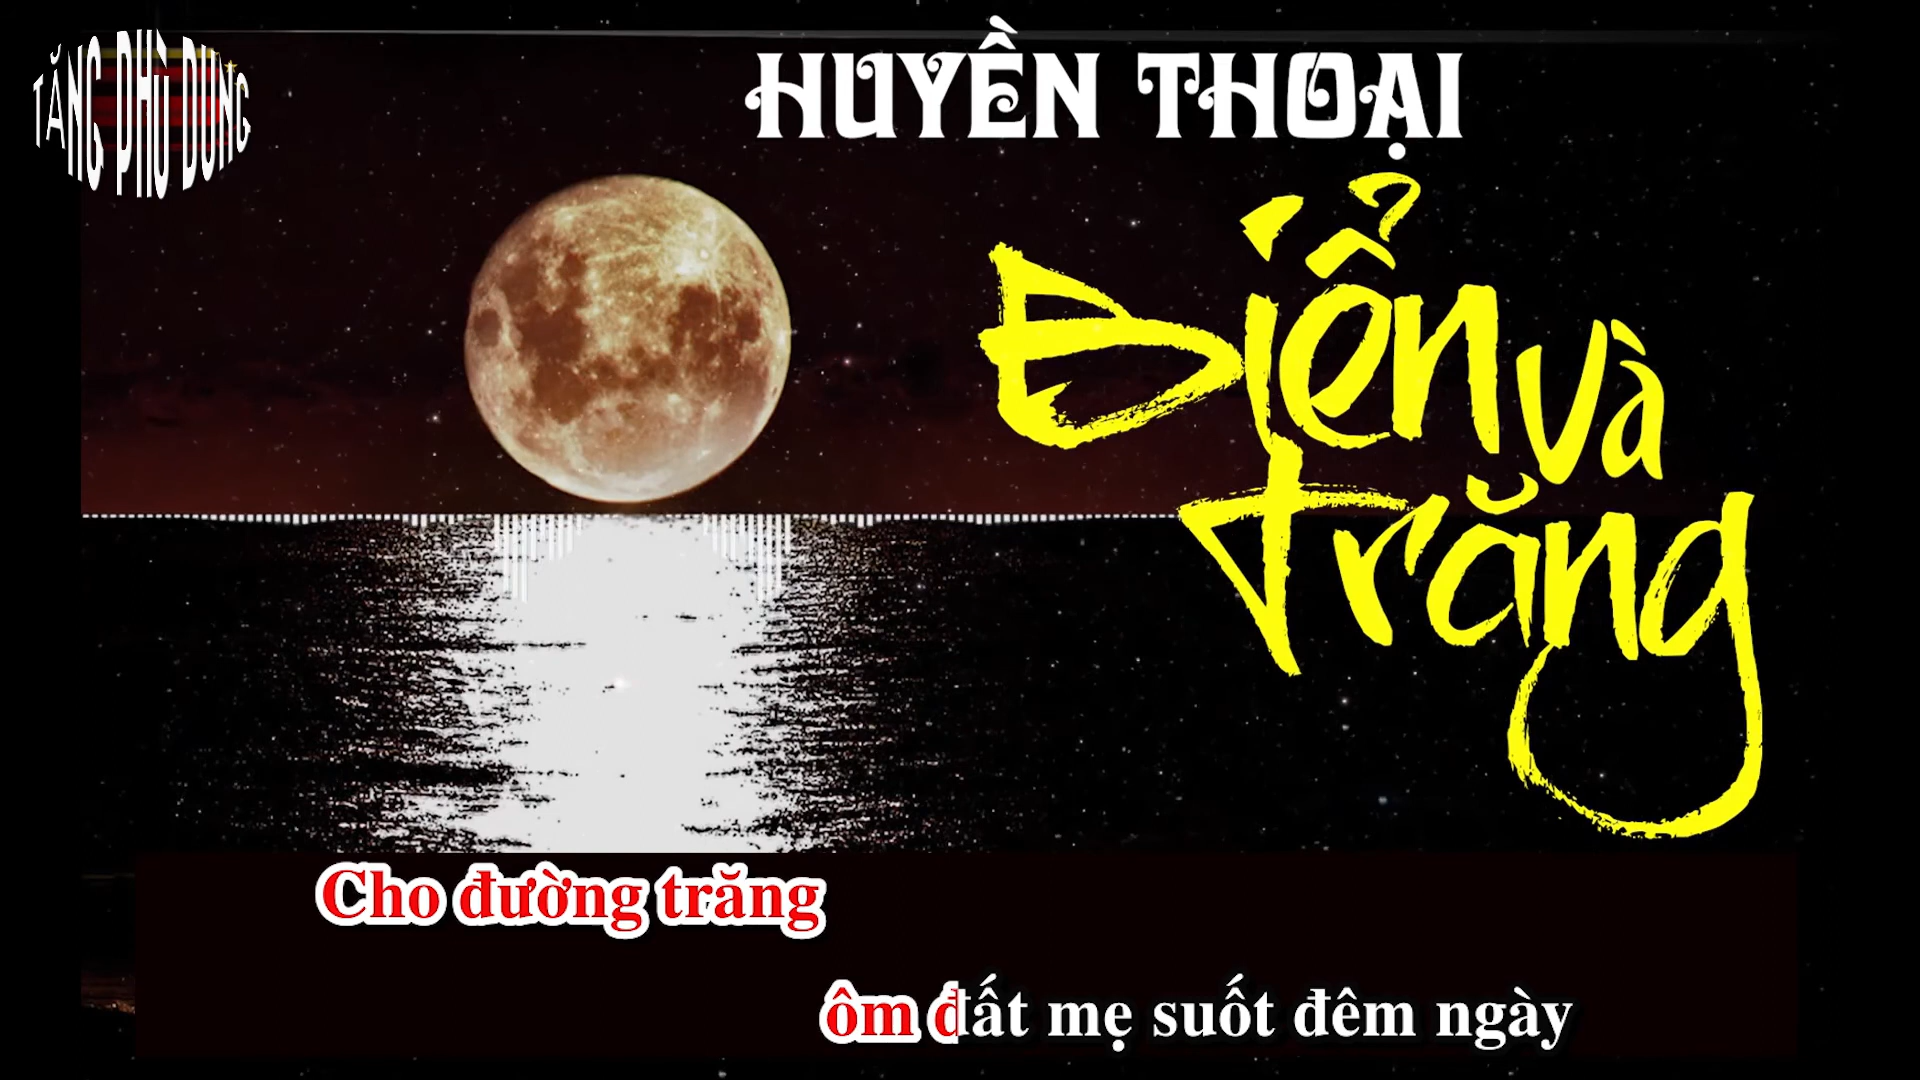 TĂNG PHÙ DUNG
HUYỀN THOẠI
Biển và
trăng
Cho đường trăng
ôm đất mẹ suốt đêm ngày